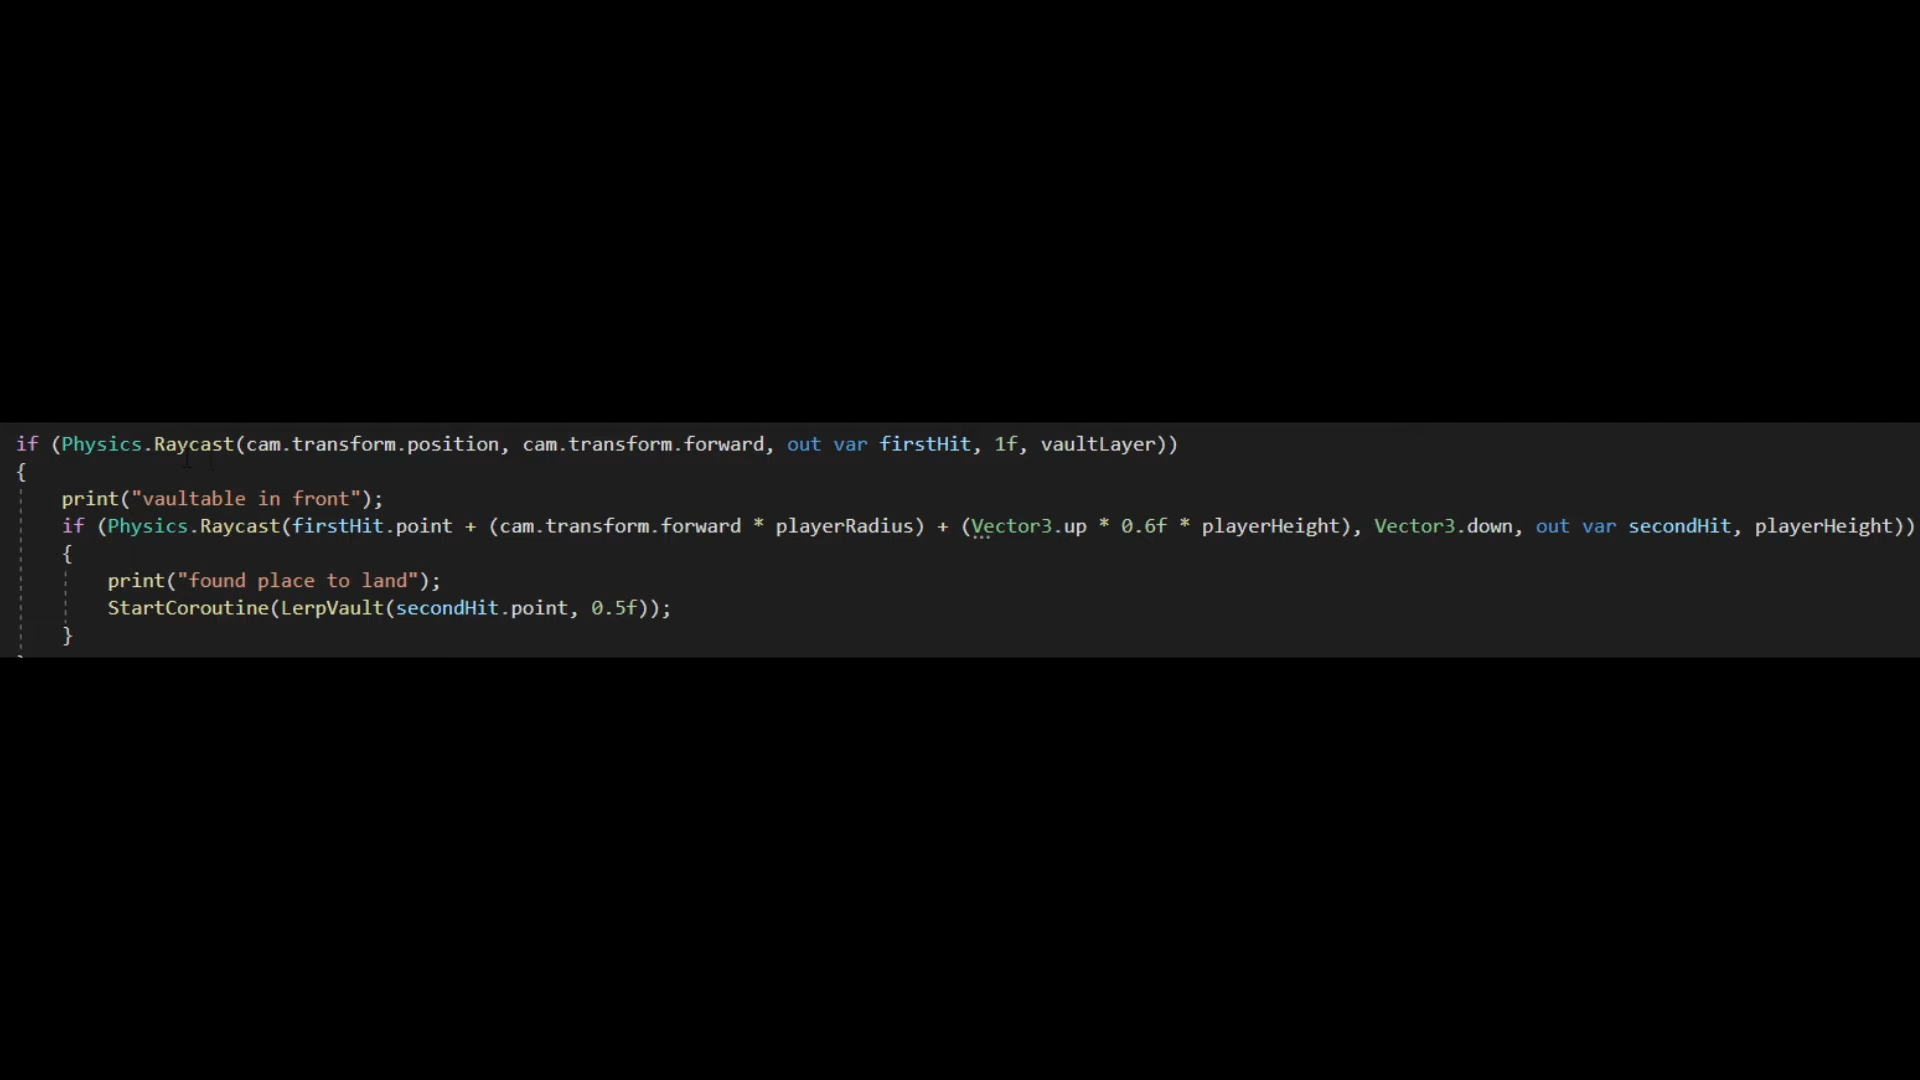 if (Physics.Raycast(cam.transform.position, cam.transform.forward, out var firstHit, 1f, vaultLayer))
{
    print("vaultable in front");
    if (Physics.Raycast(firstHit.point + (cam.transform.forward * playerRadius) + (Vector3.up * 0.6f * playerHeight), Vector3.down, out var secondHit, playerHeight))
    {
        print("found place to land");
        StartCoroutine(LerpVault(secondHit.point, 0.5f));
    }